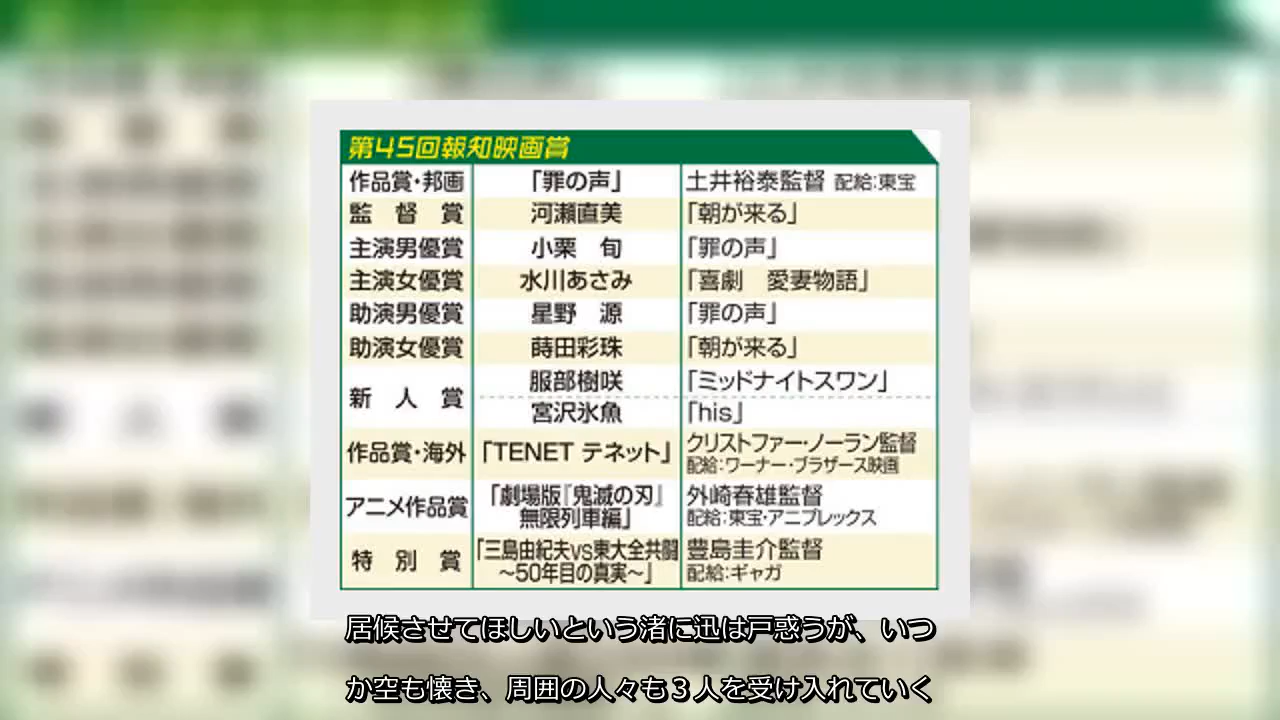 第45回報知映画賞
作品賞・邦画 「罪の声」 土井裕泰監督 配給:東宝
監督賞 河瀬直美 「朝が来る」
主演男優賞 小栗 旬 「罪の声」
主演女優賞 水川あさみ 「喜劇 愛妻物語」
助演男優賞 星野 源 「罪の声」
助演女優賞 蒔田彩珠 「朝が来る」
新人賞 服部樹咲 「ミッドナイトスワン」
宮沢氷魚 「his」
作品賞・海外 「TENET テネット」 クリストファー・ノーラン監督
配給:ワーナー・ブラザース映画
アニメ作品賞 「劇場版『鬼滅の刃』 外崎春雄監督
無限列車編」 配給:東宝・アニプレックス
特別賞 「三島由紀夫VS東大全共闘 豊島圭介監督
～50年目の真実～」 配給:ギャガ
居候させてほしいという渚に迅は戸惑うが、いつ
か空も懐き、周囲の人々も３人を受け入れていく